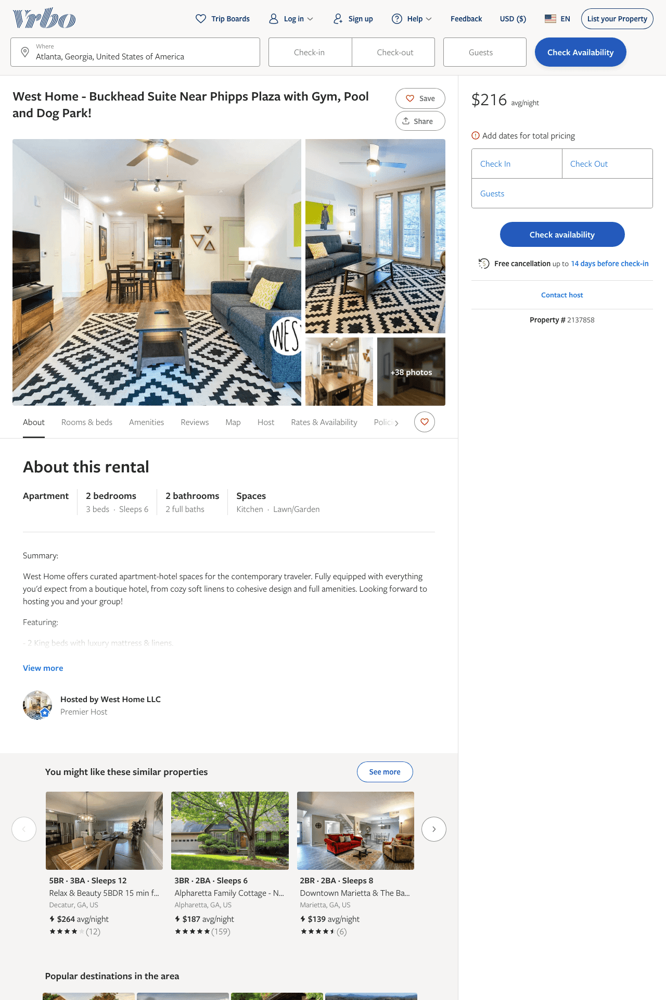 Vrbo
Trip Boards
Log in
Sign up
Help
Feedback
USD ($)
EN
List your Property
Where
Atlanta, Georgia, United States of America
Check-in
Check-out
Guests
Check Availability
West Home - Buckhead Suite Near Phipps Plaza with Gym, Pool
and Dog Park!
Save
Share
$216 avg/night
Add dates for total pricing
Check In
Check Out
Guests
Check availability
Free cancellation up to 14 days before check-in
Contact host
Property # 2137858
WES
+38 photos
About
Rooms & beds
Amenities
Reviews
Map
Host
Rates & Availability
Polici
About this rental
Apartment
2 bedrooms
3 beds · Sleeps 6
2 bathrooms
2 full baths
Spaces
Kitchen · Lawn/Garden
Summary:
West Home offers curated apartment-hotel spaces for the contemporary traveler. Fully equipped with everything
you'd expect from a boutique hotel, from cozy soft linens to cohesive design and full amenities. Looking forward to
hosting you and your group!
Featuring:
- 2 King beds with luxury mattress & linens.
View more
Hosted by West Home LLC
Premier Host
You might like these similar properties
See more
5BR · 3BA · Sleeps 12
Relax & Beauty 5BDR 15 min f...
Decatur, GA, US
$264 avg/night
(12)
3BR · 2BA · Sleeps 6
Alpharetta Family Cottage - N...
Alpharetta, GA, US
$187 avg/night
(159)
2BR · 2BA · Sleeps 8
Downtown Marietta & The Ba...
Marietta, GA, US
$139 avg/night
(6)
Popular destinations in the area